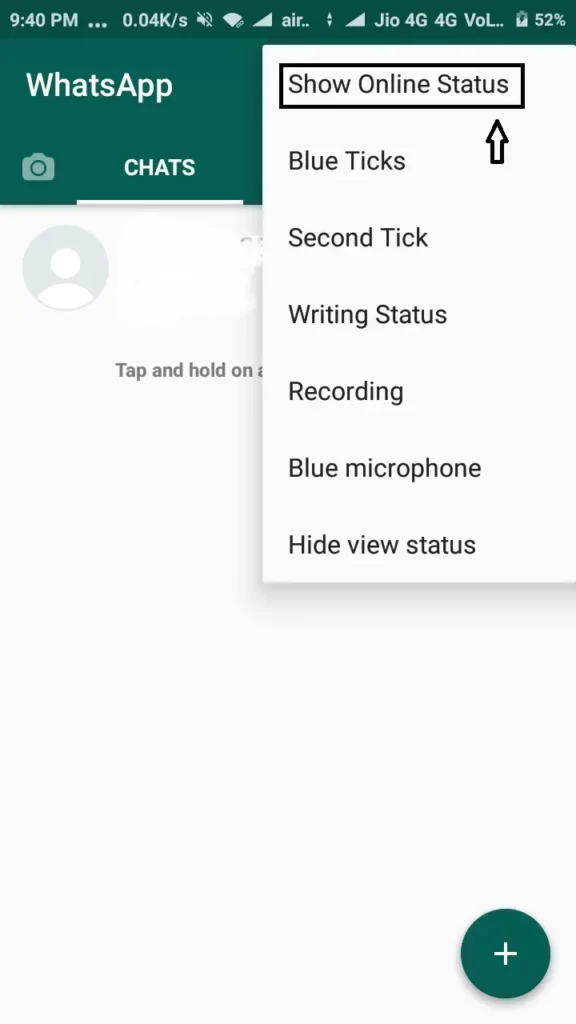 9:40 PM ... 0.04K/s air.. Jio 4G 4G VoL.. 52%
WhatsApp
Show Online Status
CHATS
Blue Ticks
Second Tick
Writing Status
Tap and hold on
Recording
Blue microphone
Hide view status